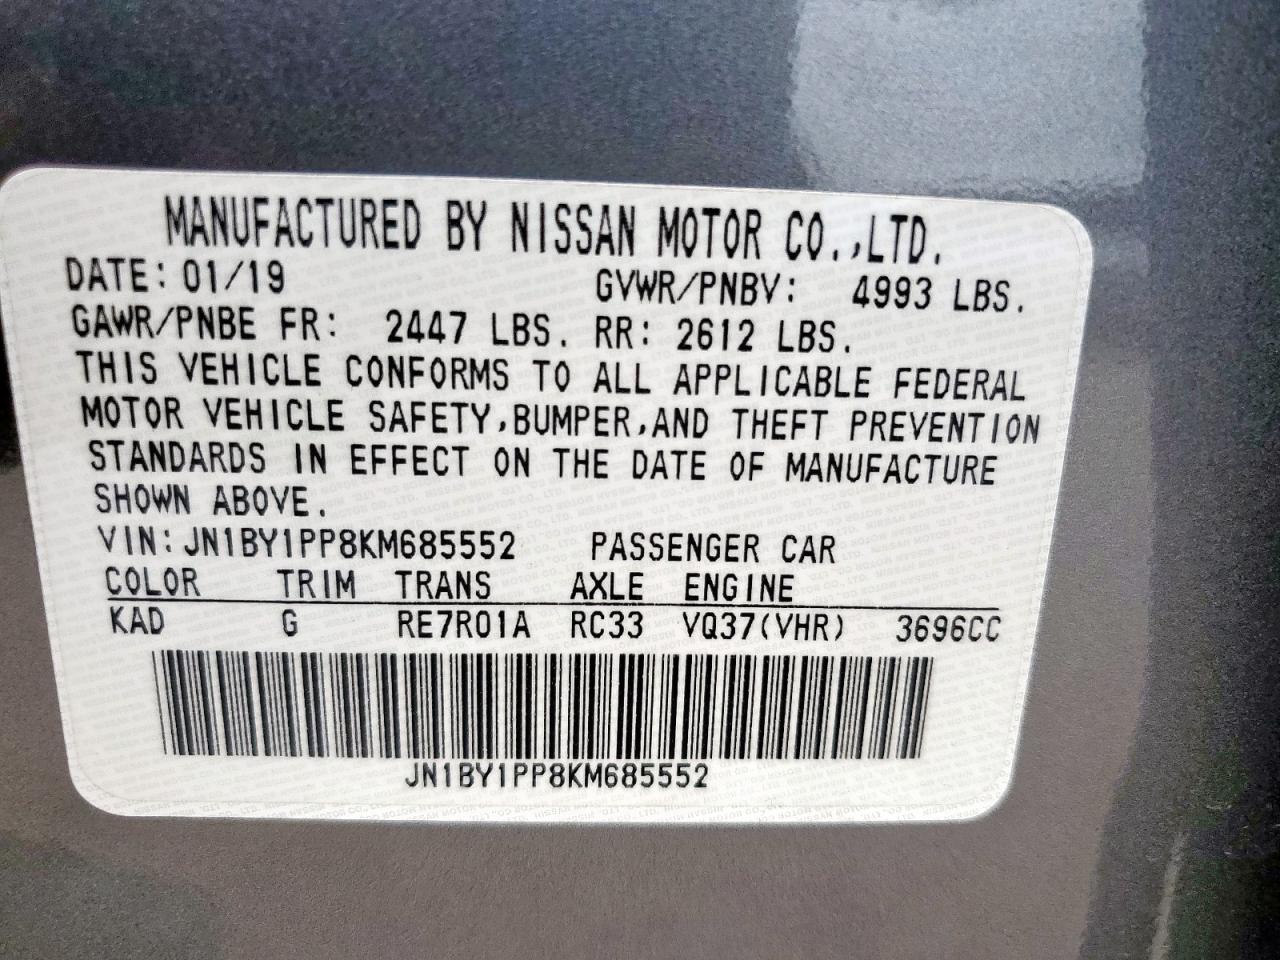 MANUFACTURED BY NISSAN MOTOR CO.,LTD.
DATE: 01/19 GVWR/PNBV: 4993 LBS.
GAWR/PNBE FR: 2447 LBS. RR: 2612 LBS.
THIS VEHICLE CONFORMS TO ALL APPLICABLE FEDERAL
MOTOR VEHICLE SAFETY,BUMPER,AND THEFT PREVENTION
STANDARDS IN EFFECT ON THE DATE OF MANUFACTURE
SHOWN ABOVE.
VIN: JN1BY1PP8KM685552 PASSENGER CAR
COLOR TRIM TRANS AXLE ENGINE
KAD G RE7R01A RC33 VQ37(VHR) 3696CC
JN1BY1PP8KM685552